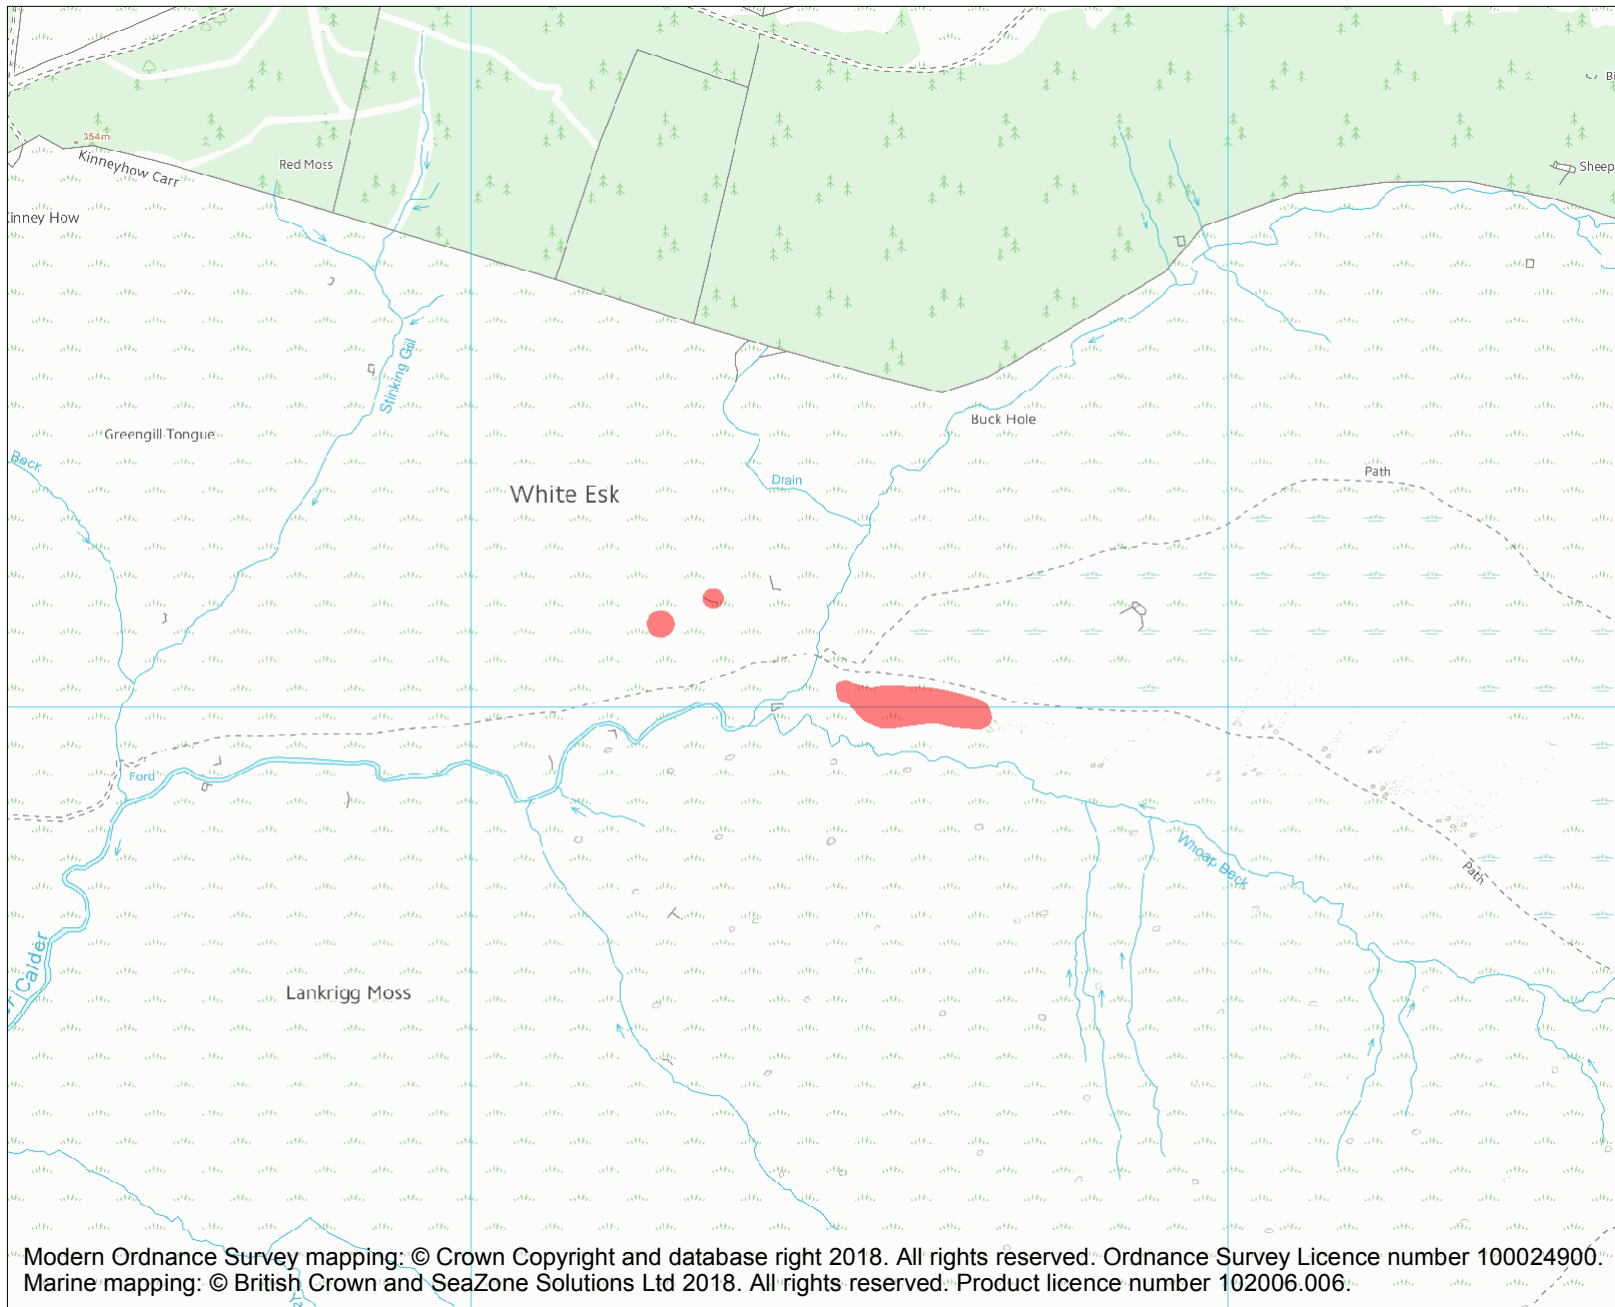 354m
Kinneyhow Carr
Red Moss
Sheep
Kinney How
Stinking Gill
Buck Hole
Greengill Tongue
Beck
Path
Drain
White Esk
Ford
Whoap Beck
Path
Calder
Lankrigg Moss
Modern Ordnance Survey mapping: © Crown Copyright and database right 2018. All rights reserved. Ordnance Survey Licence number 100024900.
Marine mapping: © British Crown and SeaZone Solutions Ltd 2018. All rights reserved. Product licence number 102006.006.